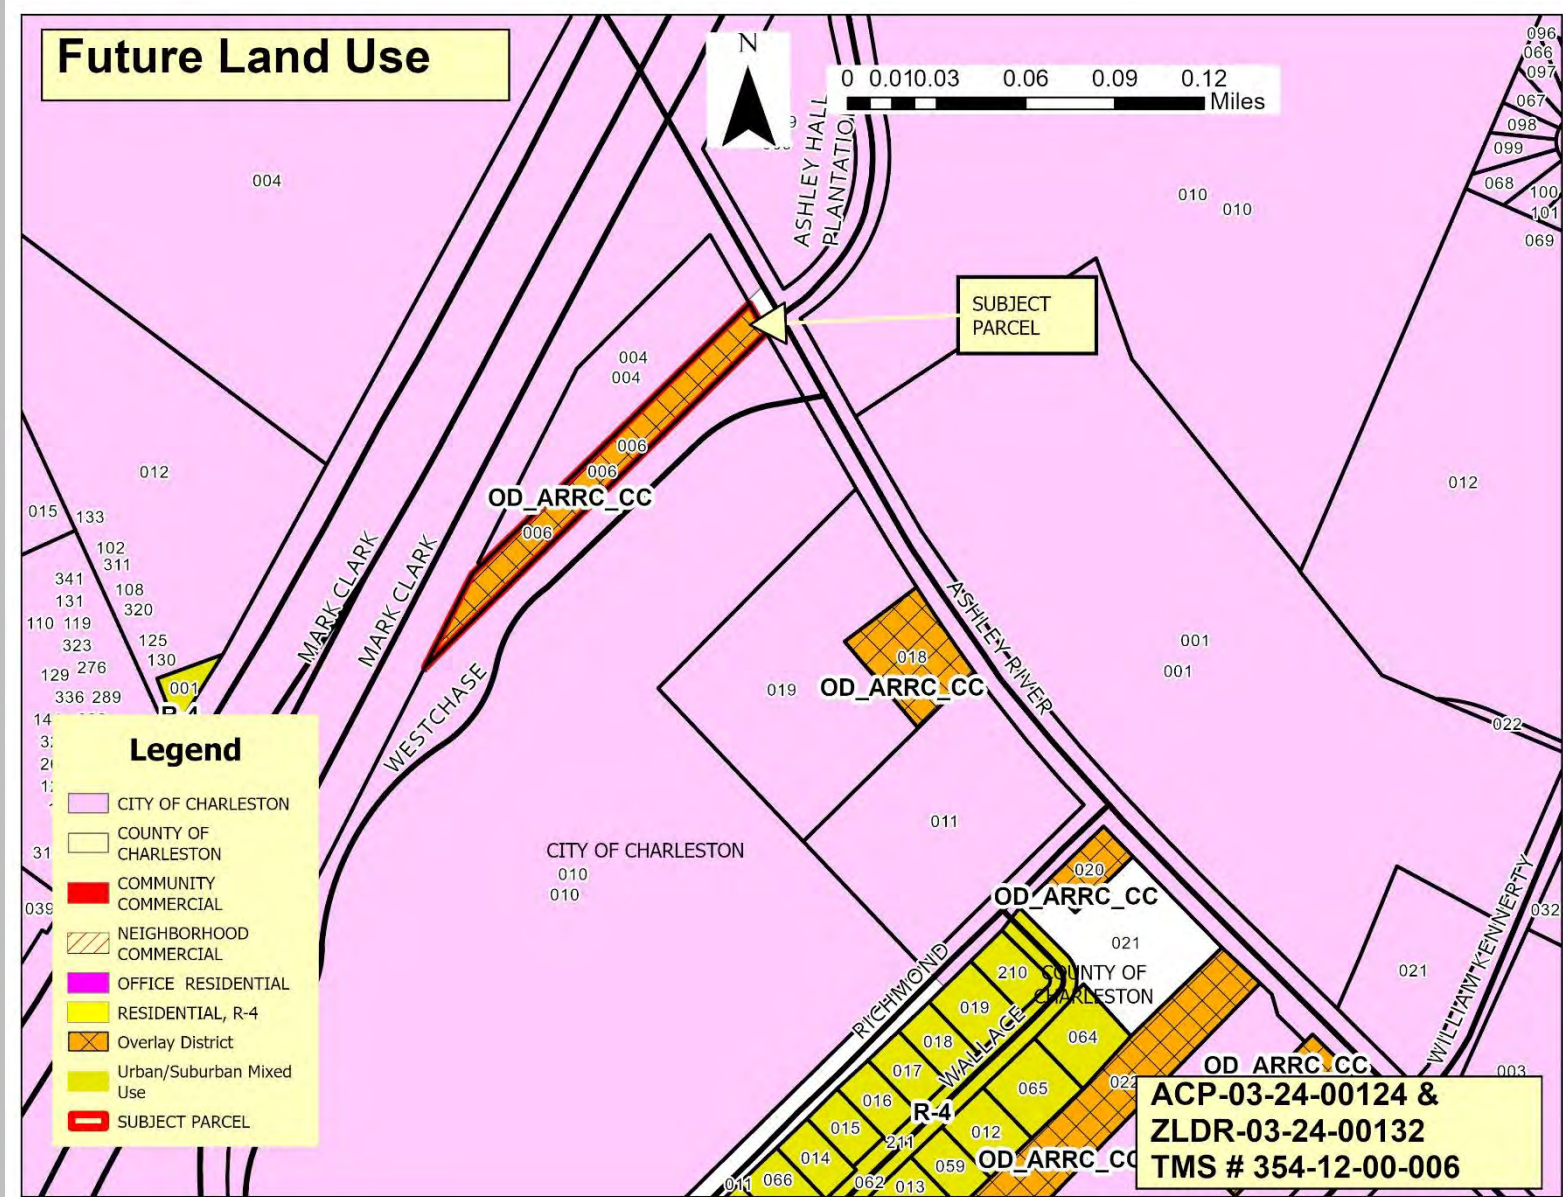 Future Land Use
N
0 0.01 0.03 0.06 0.09 0.12
Miles
ASHLEY HALL
PLANTATION
096
066
097
067
098
099
068
100
101
069
004
010
010
SUBJECT
PARCEL
004
004
006
006
OD_ARRC_CC
006
012
015
133
102
311
341
108
131
320
110 119
125
323
130
129 276
336 289
001
R-4
MARK CLARK
MARK CLARK
WESTCHASE
012
001
001
022
ASHLEY RIVER
018
OD_ARRC_CC
019
011
CITY OF CHARLESTON
010
010
020
OD_ARRC_CC
021
COUNTY OF
CHARLESTON
RICHMOND
WALLACE
210
019
018
017
016
015
014
066
011
064
065
012
R-4
211
059
062
013
022
OD_ARRC_CC
OD_ARRC_CC
021
032
003
WILLIAM KENNERTY
31
039
Legend
CITY OF CHARLESTON
COUNTY OF
CHARLESTON
COMMUNITY
COMMERCIAL
NEIGHBORHOOD
COMMERCIAL
OFFICE RESIDENTIAL
RESIDENTIAL, R-4
Overlay District
Urban/Suburban Mixed
Use
SUBJECT PARCEL
ACP-03-24-00124 &
ZLDR-03-24-00132
TMS # 354-12-00-006